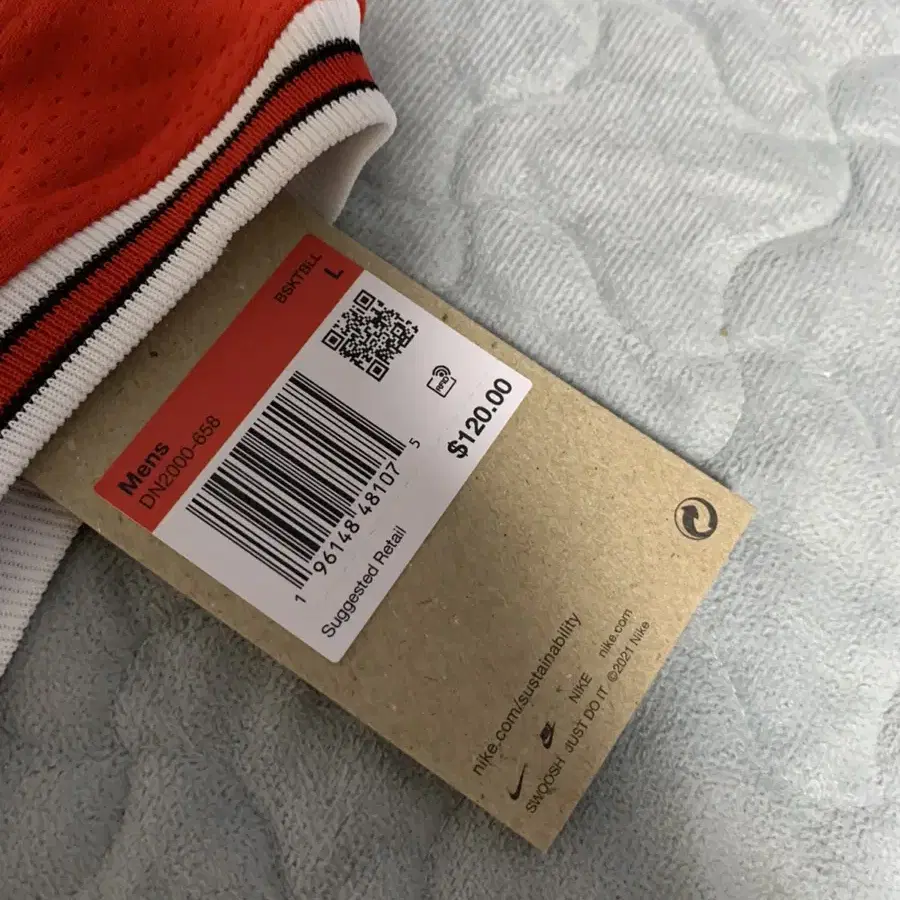 BSKTBLL
L
Mens
DN2000-658
RFID
$120.00
1 96148 48107 5
Suggested Retail
nike.com/sustainability
NIKE nike.com
SWOOSH JUST DO IT ©2021 Nike